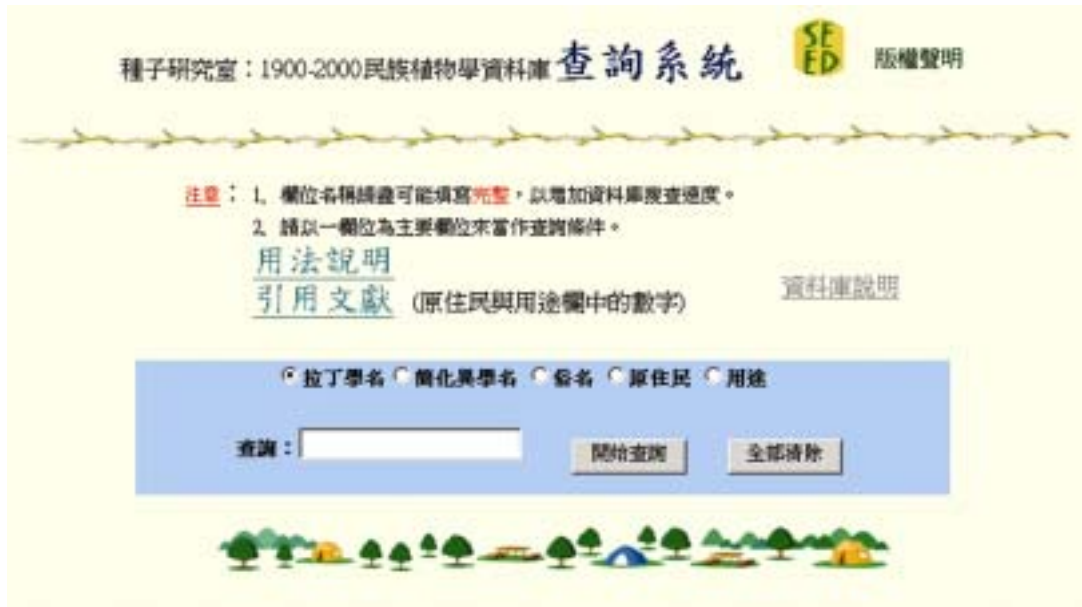 種子研究室：1900-2000民族植物學資料庫查詢系統 SEED 版權聲明
注意： 1. 欄位名稱請盡可能填寫完整，以增加資料庫搜查速度。
2. 請以一欄位為主要欄位來當作查詢條件。
用法說明
引用文獻 (原住民與用途欄中的數字) 資料庫說明
拉丁學名 簡化異學名 俗名 原住民 用途
查詢： 開始查詢 全部清除